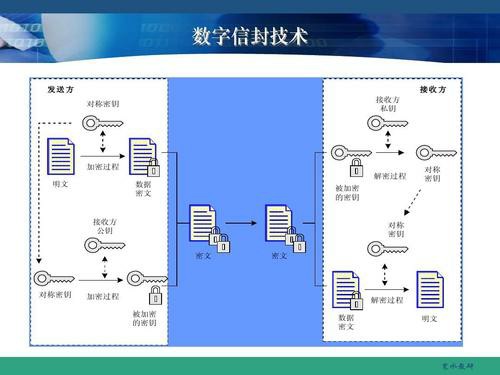 数字信封技术
发送方
对称密钥
加密过程
明文
数据
密文
接收方
公钥
对称密钥
加密过程
被加密
的密钥
密文
密文
接收方
接收方
私钥
解密过程
被加密
的密钥
对称
密钥
对称
密钥
解密过程
数据
密文
明文